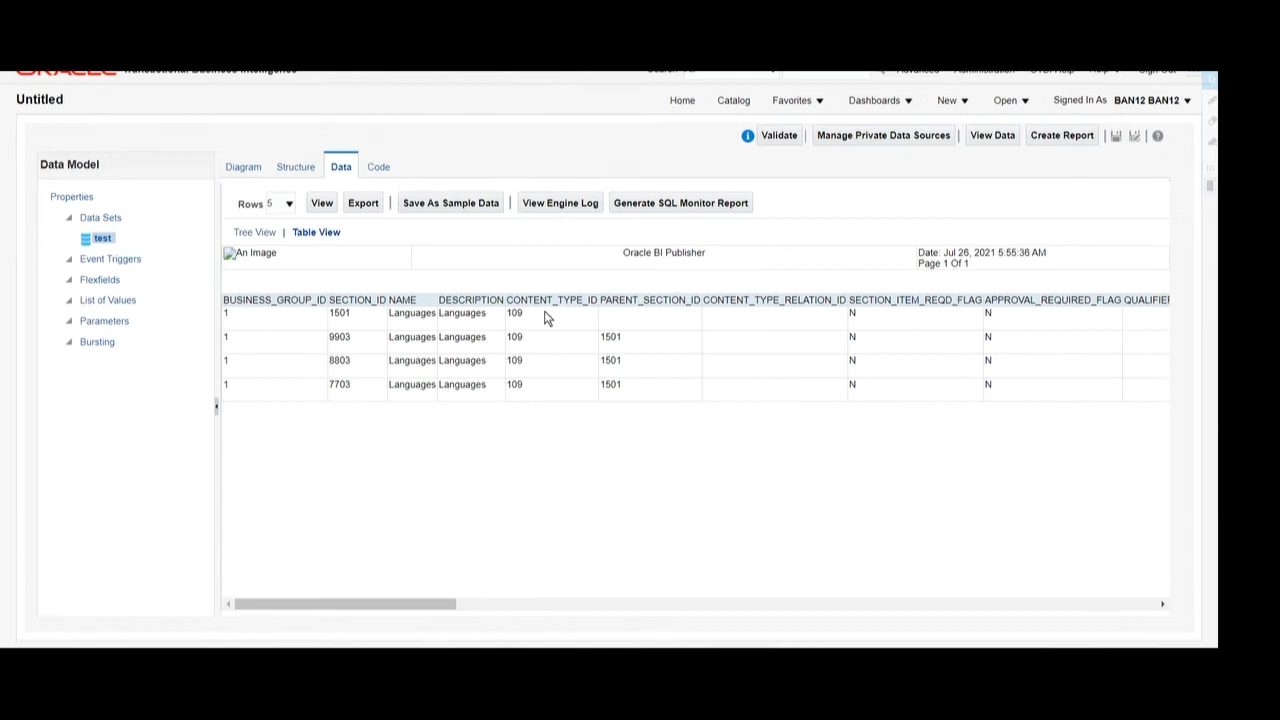 ORACLE Transactional Business Intelligence
Untitled
Home Catalog Favorites Dashboards New Open Signed In As BAN12 BAN12
Validate Manage Private Data Sources View Data Create Report
Data Model
Diagram Structure Data Code
Properties
Data Sets
test
Event Triggers
Flexfields
List of Values
Parameters
Bursting
Rows 5 View Export Save As Sample Data View Engine Log Generate SQL Monitor Report
Tree View | Table View
An Image Oracle BI Publisher Date: Jul 26, 2021 5:55:36 AM
Page 1 Of 1
BUSINESS_GROUP_ID SECTION_ID NAME DESCRIPTION CONTENT_TYPE_ID PARENT_SECTION_ID CONTENT_TYPE_RELATION_ID SECTION_ITEM_REQD_FLAG APPROVAL_REQUIRED_FLAG QUALIFIER
1 1501 Languages Languages 109 N N
1 9903 Languages Languages 109 1501 N N
1 8803 Languages Languages 109 1501 N N
1 7703 Languages Languages 109 1501 N N